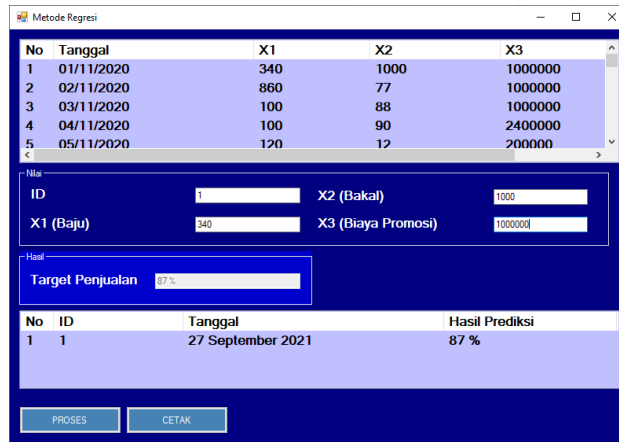 Metode Regresi
No Tanggal X1 X2 X3
1 01/11/2020 340 1000 1000000
2 02/11/2020 860 77 1000000
3 03/11/2020 100 88 1000000
4 04/11/2020 100 90 2400000
5 05/11/2020 120 12 200000
Nilai
ID 1 X2 (Bakal) 1000
X1 (Baju) 340 X3 (Biaya Promosi) 1000000
Hasil
Target Penjualan 87 %
No ID Tanggal Hasil Prediksi
1 1 27 September 2021 87 %
PROSES CETAK